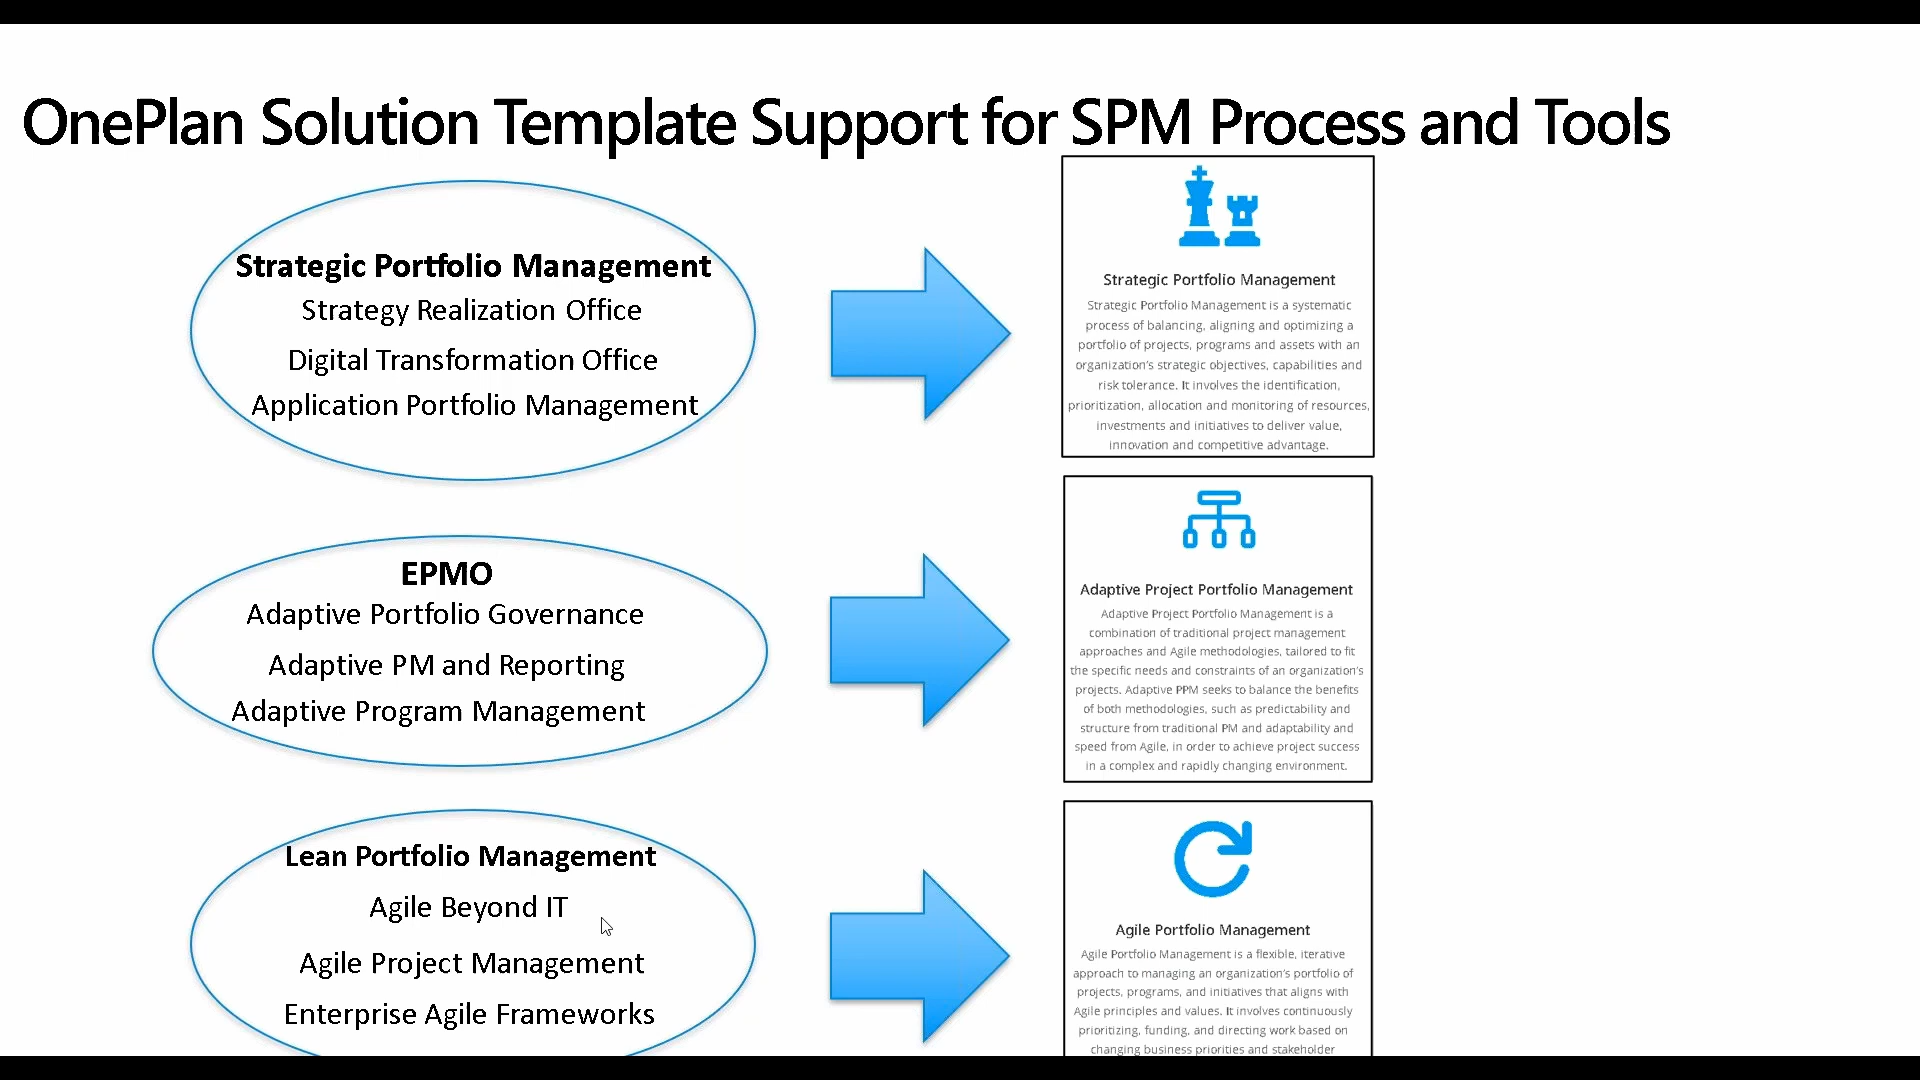 OnePlan Solution Template Support for SPM Process and Tools
Strategic Portfolio Management
Strategy Realization Office
Digital Transformation Office
Application Portfolio Management
Strategic Portfolio Management
Strategic Portfolio Management is a systematic
process of balancing, aligning and optimizing a
portfolio of projects, programs and assets with an
organization's strategic objectives, capabilities and
risk tolerance. It involves the identification,
prioritization, allocation and monitoring of resources,
investments and initiatives to deliver value,
innovation and competitive advantage.
EPMO
Adaptive Portfolio Governance
Adaptive PM and Reporting
Adaptive Program Management
Adaptive Project Portfolio Management
Adaptive Project Portfolio Management is a
combination of traditional project management
approaches and Agile methodologies, tailored to fit
the specific needs and constraints of an organization's
projects. Adaptive PPM seeks to balance the benefits
of both methodologies, such as predictability and
structure from traditional PM and adaptability and
speed from Agile, in order to achieve project success
in a complex and rapidly changing environment.
Lean Portfolio Management
Agile Beyond IT
Agile Project Management
Enterprise Agile Frameworks
Agile Portfolio Management
Agile Portfolio Management is a flexible, iterative
approach to managing an organization's portfolio of
projects, programs, and initiatives that aligns with
Agile principles and values. It involves continuously
prioritizing, funding, and directing work based on
changing business priorities and stakeholder